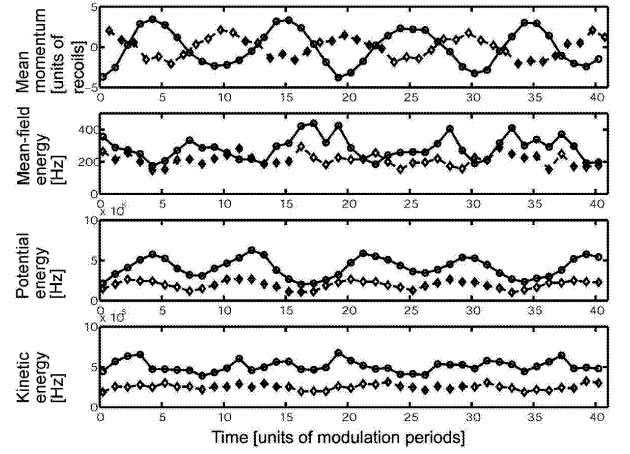 Mean
momentum
[units of
recoils]
5
0
−5
0 5 10 15 20 25 30 35 40
Mean-field
energy
[Hz]
400
200
0
0 5 10 15 20 25 30 35 40
x 10⁵
Potential
energy
[Hz]
10
5
0
0 5 10 15 20 25 30 35 40
x 10⁵
Kinetic
energy
[Hz]
10
5
0
0 5 10 15 20 25 30 35 40
Time [units of modulation periods]